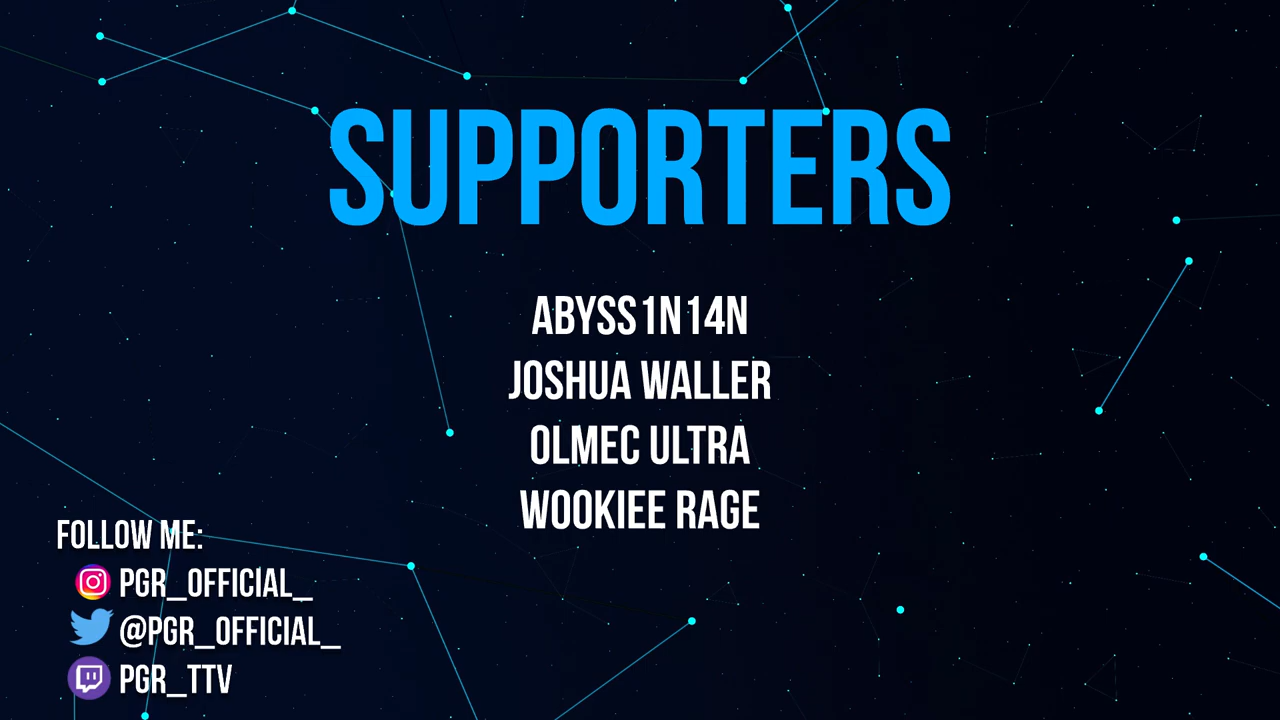 SUPPORTERS
ABYSS1N14N
JOSHUA WALLER
OLMEC ULTRA
WOOKIEE RAGE
FOLLOW ME:
PGR_OFFICIAL_
@PGR_OFFICIAL_
PGR_TTV